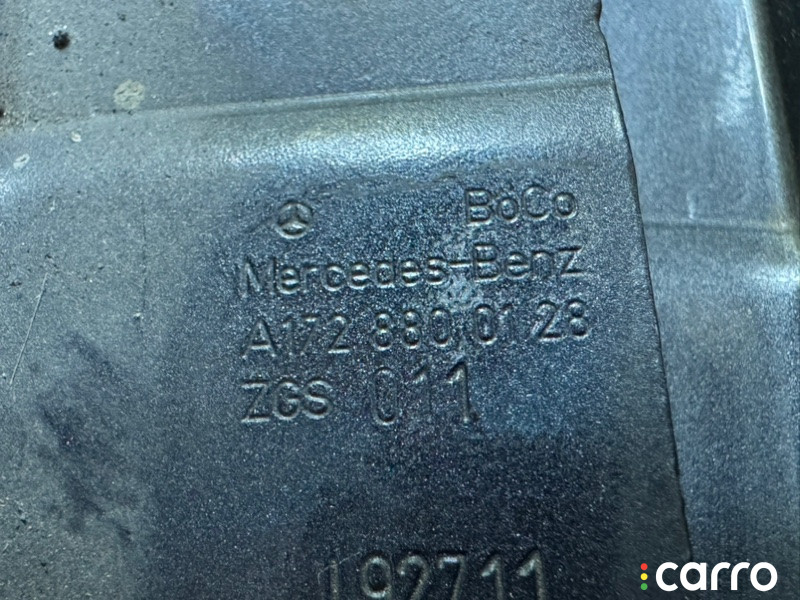 BoCo
Mercedes-Benz
A172 880 01 28
ZGS 011
192711
carro